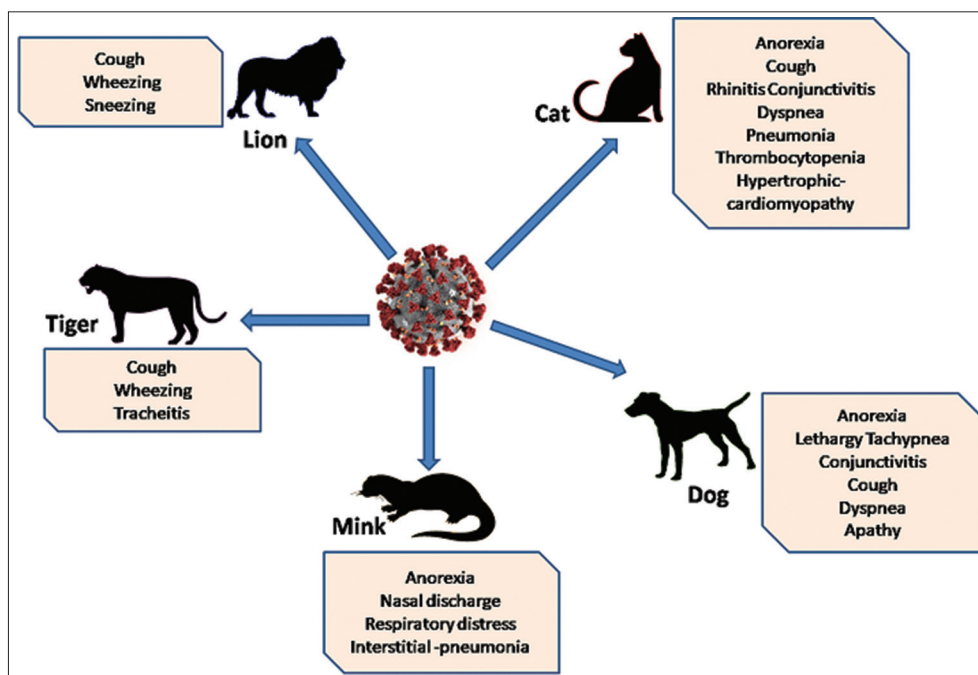 Cough
Wheezing
Sneezing
Lion
Cat
Anorexia
Cough
Rhinitis Conjunctivitis
Dyspnea
Pneumonia
Thrombocytopenia
Hypertrophic-
cardiomyopathy
Tiger
Cough
Wheezing
Tracheitis
Mink
Anorexia
Nasal discharge
Respiratory distress
Interstitial -pneumonia
Dog
Anorexia
Lethargy Tachypnea
Conjunctivitis
Cough
Dyspnea
Apathy